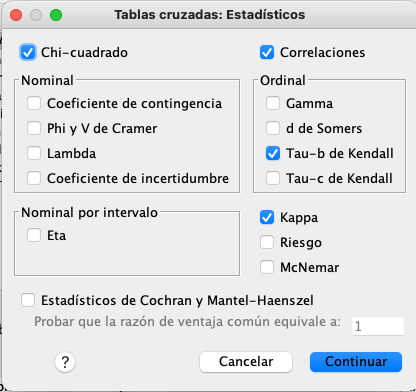 Tablas cruzadas: Estadísticos
Chi-cuadrado
Correlaciones
Nominal
Coeficiente de contingencia
Phi y V de Cramer
Lambda
Coeficiente de incertidumbre
Ordinal
Gamma
d de Somers
Tau-b de Kendall
Tau-c de Kendall
Nominal por intervalo
Eta
Kappa
Riesgo
McNemar
Estadísticos de Cochran y Mantel-Haenszel
Probar que la razón de ventaja común equivale a: 1
?
Cancelar
Continuar